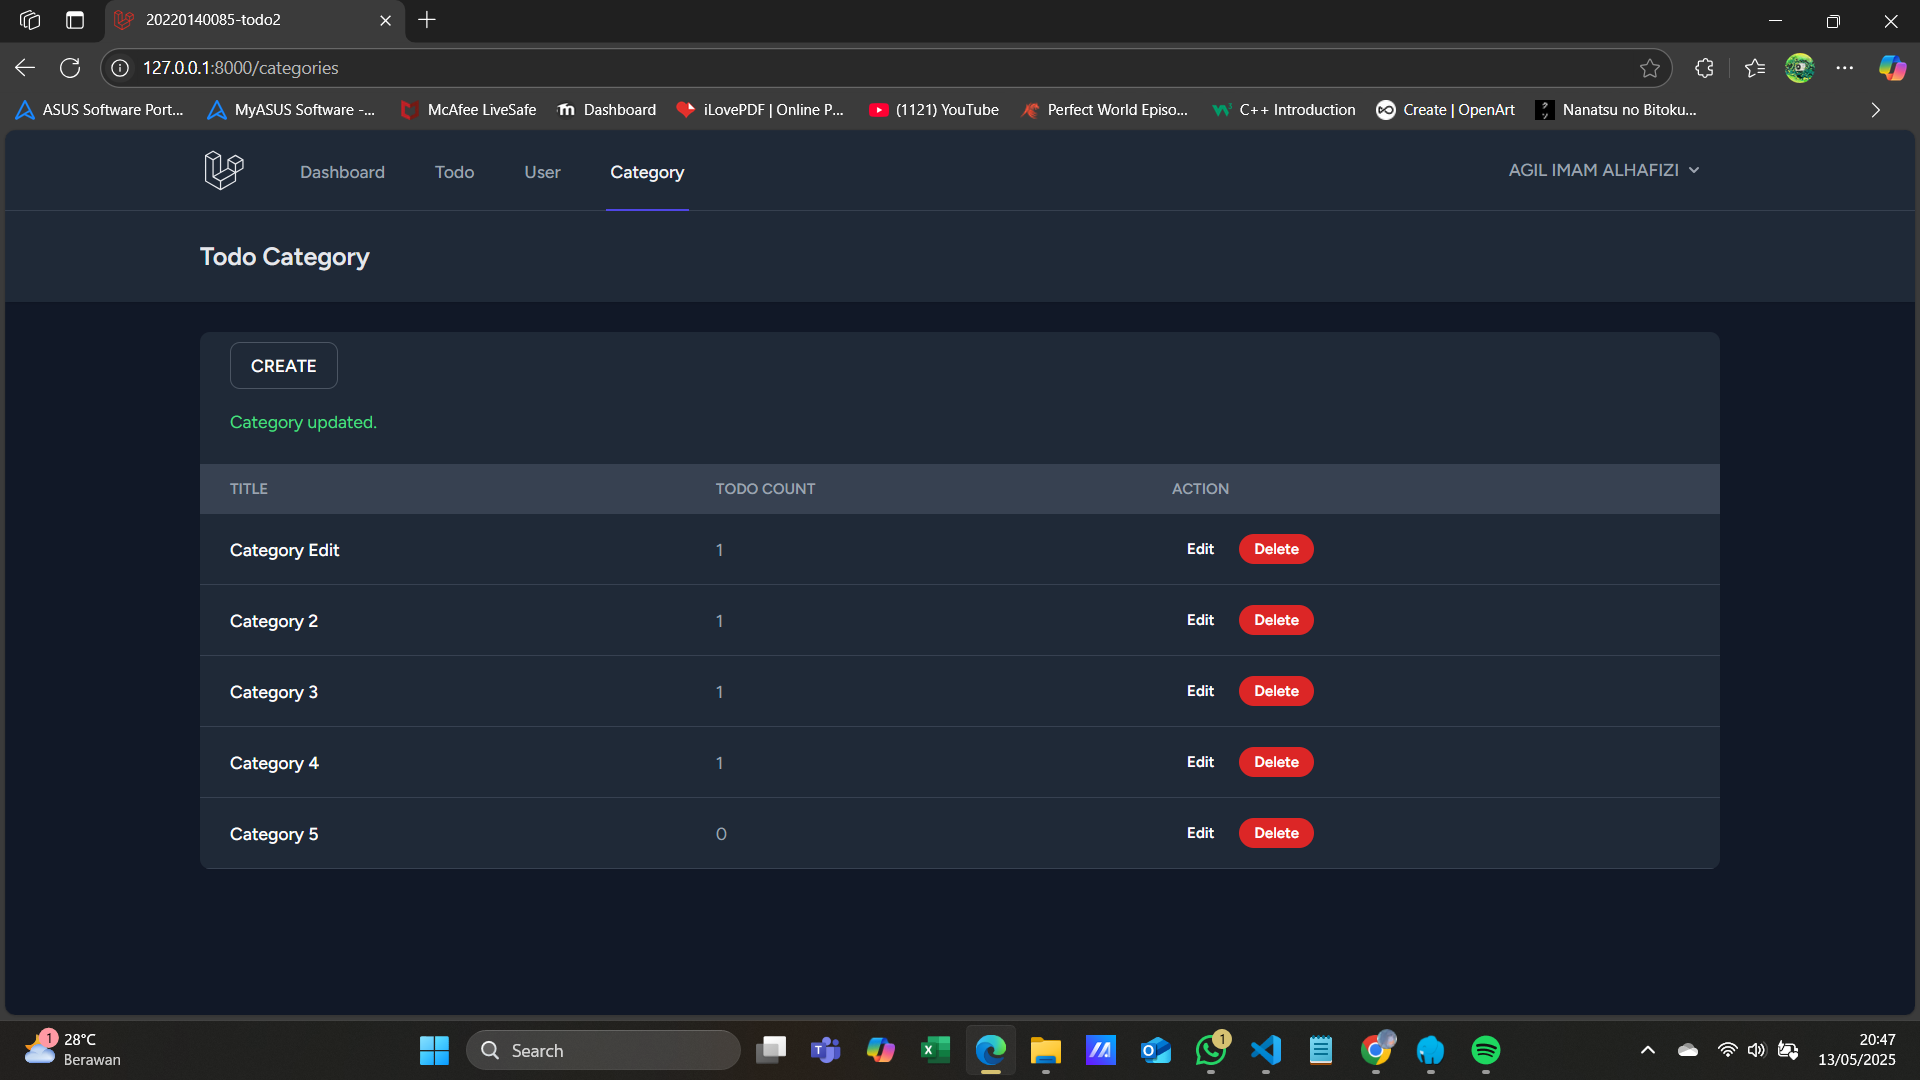 20220140085-todo2
127.0.0.1:8000/categories
ASUS Software Port... MyASUS Software -... McAfee LiveSafe Dashboard iLovePDF | Online P... (1121) YouTube Perfect World Episo... C++ Introduction Create | OpenArt Nanatsu no Bitoku...
Dashboard Todo User Category AGIL IMAM ALHAFIZI
Todo Category
CREATE
Category updated.
TITLE TODO COUNT ACTION
Category Edit 1 Edit Delete
Category 2 1 Edit Delete
Category 3 1 Edit Delete
Category 4 1 Edit Delete
Category 5 0 Edit Delete
1 28°C
Berawan
Search
1
20:47
13/05/2025